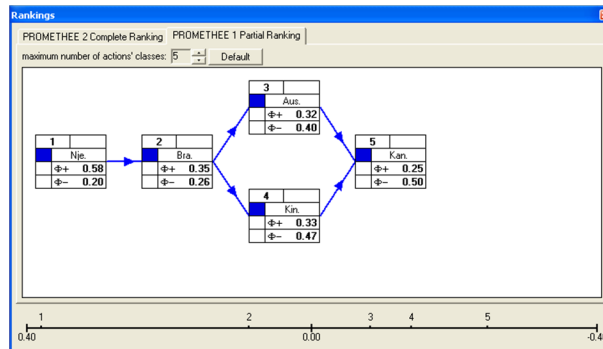 Rankings
PROMETHEE 2 Complete Ranking PROMETHEE 1 Partial Ranking
maximum number of actions' classes: 5 Default
3
Aus.
Φ+ 0.32
Φ− 0.40
1
Nje.
Φ+ 0.58
Φ− 0.20
2
Bra.
Φ+ 0.35
Φ− 0.26
5
Kan.
Φ+ 0.25
Φ− 0.50
4
Kin.
Φ+ 0.33
Φ− 0.47
1 2 3 4 5
0.40 0.00